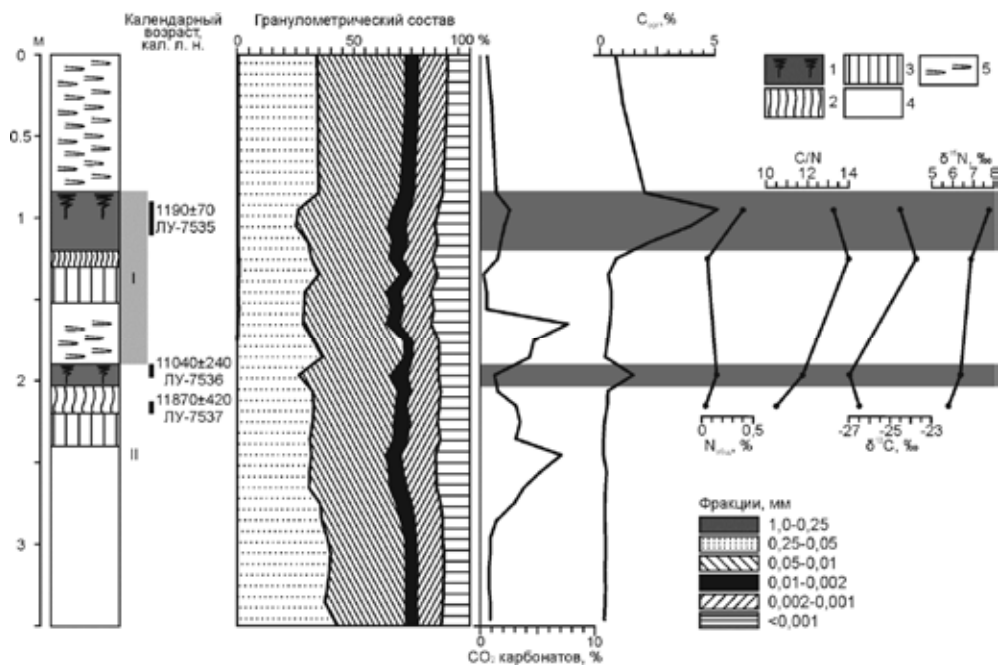 Календарный
возраст,
кал. л. н.
Гранулометрический состав
Сорг, %
м
0 50 100 %
0 5
0
0.5
1
2
3
1190±70
ЛУ-7535
11040±240
ЛУ-7536
11870±420
ЛУ-7537
I
II
1 3 5
2 4
C/N
10 12 14
δ¹⁵N, ‰
5 6 7 8
0 0,5
Nобщ, %
-27 -25 -23
δ¹³C, ‰
Фракции, мм
1,0-0,25
0,25-0,05
0,05-0,01
0,01-0,002
0,002-0,001
<0,001
0 10
CO₂ карбонатов, %